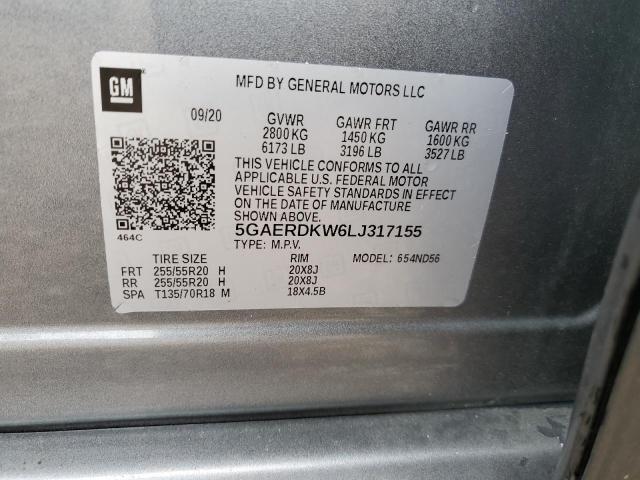 GM
MFD BY GENERAL MOTORS LLC
09/20 GVWR GAWR FRT GAWR RR
2800 KG 1450 KG 1600 KG
6173 LB 3196 LB 3527 LB
THIS VEHICLE CONFORMS TO ALL
APPLICABLE U.S. FEDERAL MOTOR
VEHICLE SAFETY STANDARDS IN EFFECT
ON THE DATE OF MANUFACTURE
SHOWN ABOVE.
464C
5GAERDKW6LJ317155
TYPE: M.P.V. MODEL: 654ND56
TIRE SIZE RIM
FRT 255/55R20 H 20X8J
RR 255/55R20 H 20X8J
SPA T135/70R18 M 18X4.5B